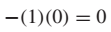 −(1)(0) = 0